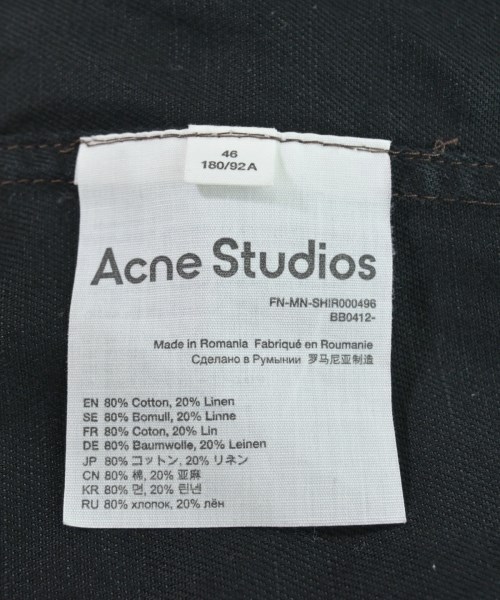 46
180/92A
Acne Studios
FN-MN-SHIR000496
BB0412-
Made in Romania Fabriqué en Roumanie
Сделано в Румынии 罗马尼亚制造
EN 80% Cotton, 20% Linen
SE 80% Bomull, 20% Linne
FR 80% Coton, 20% Lin
DE 80% Baumwolle, 20% Leinen
JP 80% コットン, 20% リネン
CN 80% 棉, 20% 亚麻
KR 80% 면, 20% 린넨
RU 80% хлопок, 20% лён